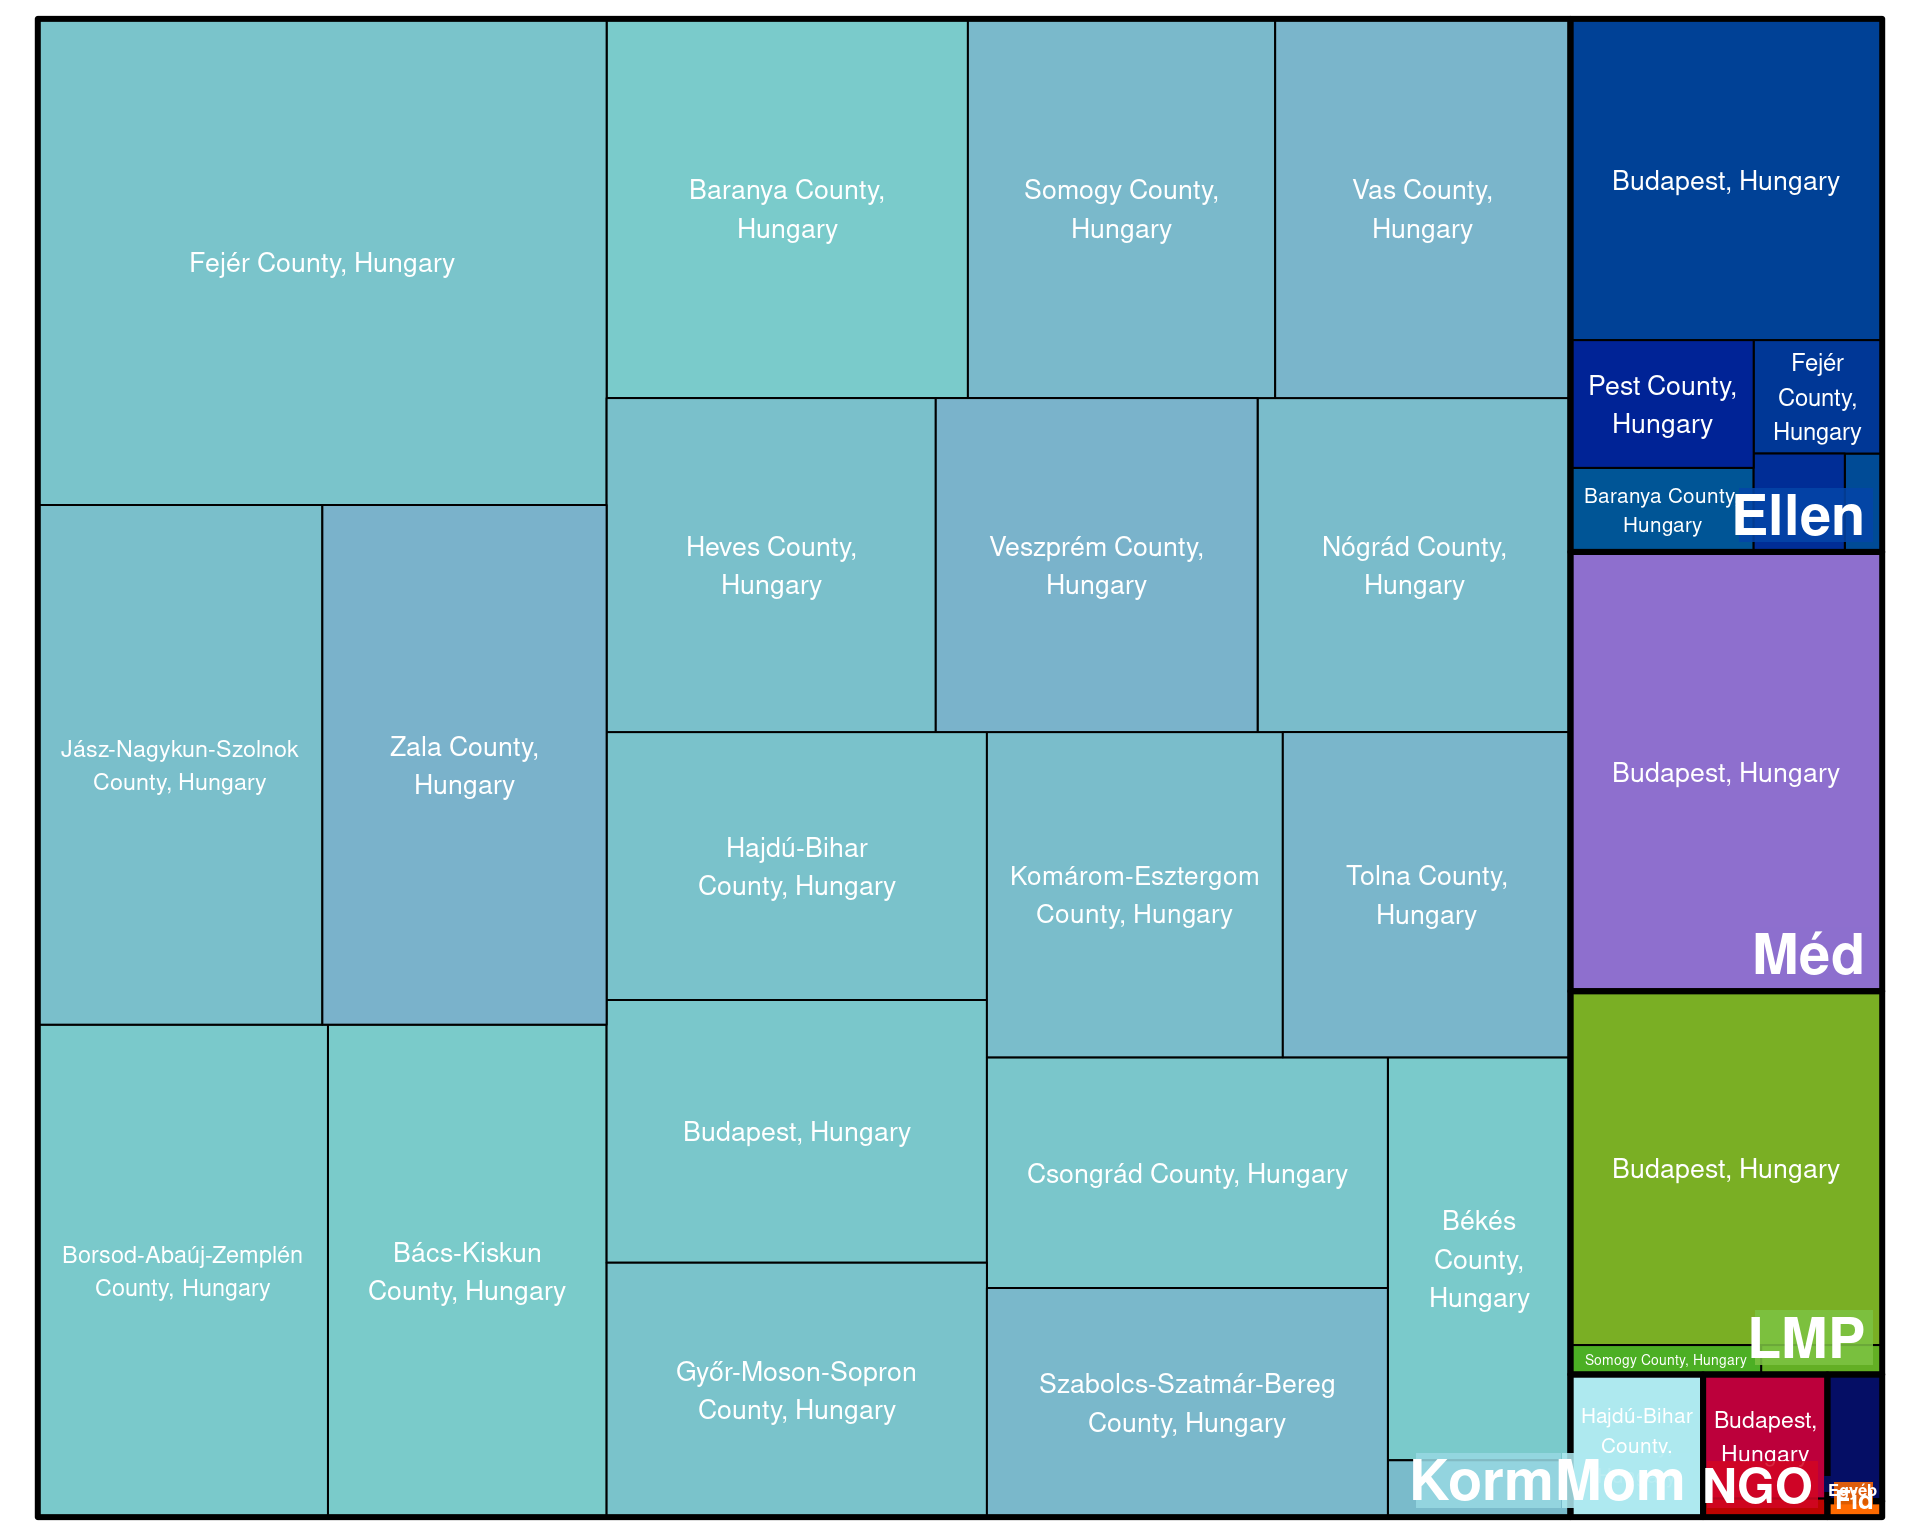 Fejér County, Hungary
Baranya County,
Hungary
Somogy County,
Hungary
Vas County,
Hungary
Budapest, Hungary
Pest County,
Hungary
Fejér
County,
Hungary
Baranya County,
Hungary
Ellen
Jász-Nagykun-Szolnok
County, Hungary
Zala County,
Hungary
Heves County,
Hungary
Veszprém County,
Hungary
Nógrád County,
Hungary
Budapest, Hungary
Méd
Hajdú-Bihar
County, Hungary
Komárom-Esztergom
County, Hungary
Tolna County,
Hungary
Borsod-Abaúj-Zemplén
County, Hungary
Bács-Kiskun
County, Hungary
Budapest, Hungary
Csongrád County, Hungary
Békés
County,
Hungary
Budapest, Hungary
LMP
Somogy County, Hungary
Győr-Moson-Sopron
County, Hungary
Szabolcs-Szatmár-Bereg
County, Hungary
Korm
Hajdú-Bihar
County,
Mom
Budapest,
Hungary
NGO
Egyéb
Fid